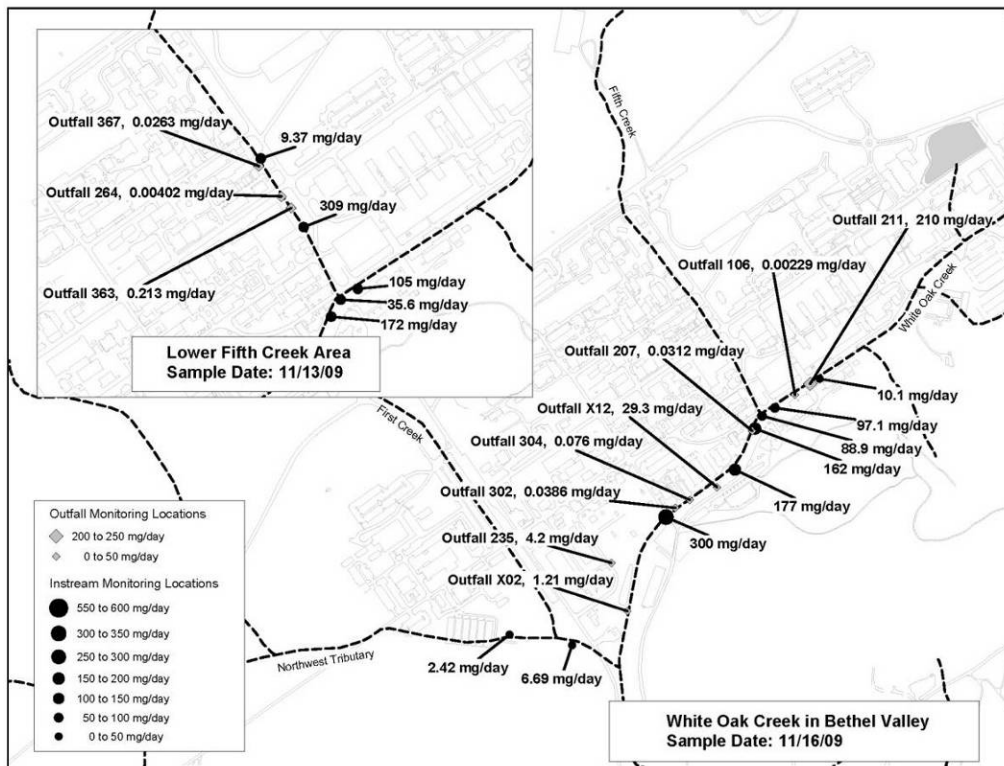 Outfall 367, 0.0263 mg/day
9.37 mg/day
Outfall 264, 0.00402 mg/day
309 mg/day
Outfall 363, 0.213 mg/day
105 mg/day
35.6 mg/day
172 mg/day
Lower Fifth Creek Area
Sample Date: 11/13/09
Fifth Creek
Outfall 211, 210 mg/day
Outfall 106, 0.00229 mg/day
White Oak Creek
Outfall 207, 0.0312 mg/day
10.1 mg/day
Outfall X12, 29.3 mg/day
97.1 mg/day
88.9 mg/day
First Creek
Outfall 304, 0.076 mg/day
162 mg/day
Outfall 302, 0.0386 mg/day
177 mg/day
Outfall 235, 4.2 mg/day
300 mg/day
Outfall X02, 1.21 mg/day
Northwest Tributary
2.42 mg/day
6.69 mg/day
Outfall Monitoring Locations
200 to 250 mg/day
0 to 50 mg/day
Instream Monitoring Locations
550 to 600 mg/day
300 to 350 mg/day
250 to 300 mg/day
150 to 200 mg/day
100 to 150 mg/day
50 to 100 mg/day
0 to 50 mg/day
White Oak Creek in Bethel Valley
Sample Date: 11/16/09